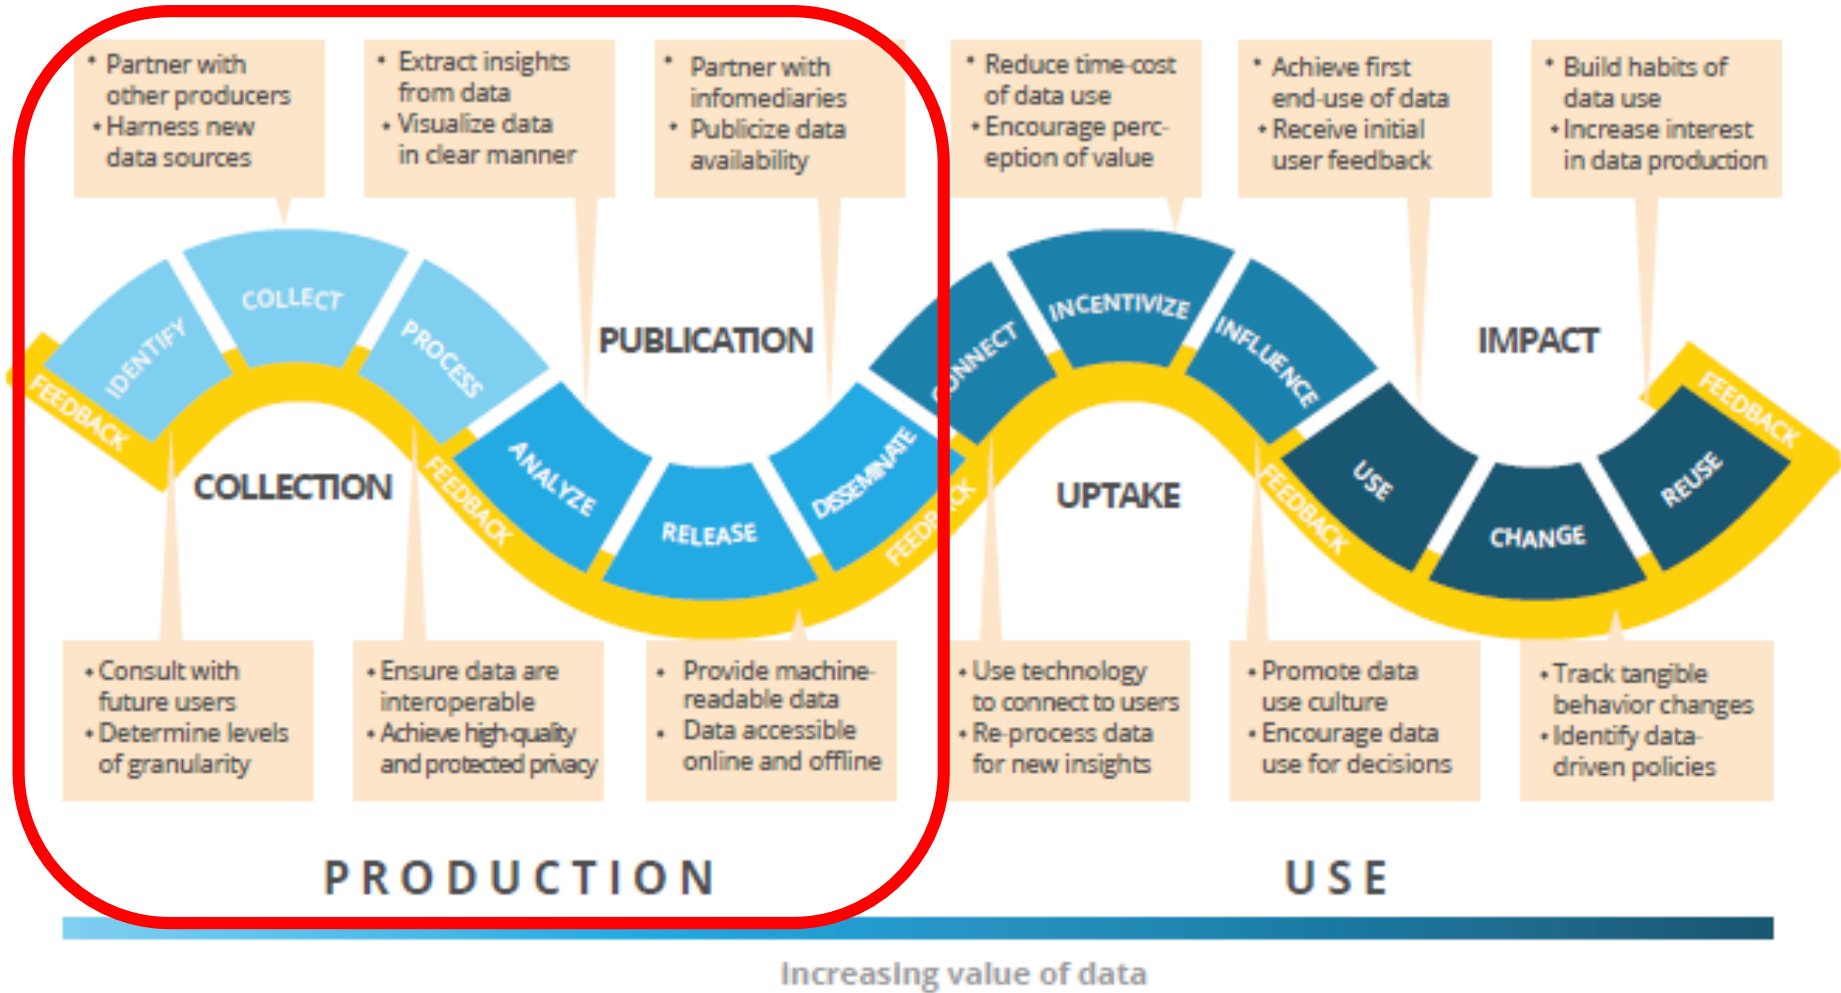 • Partner with
other producers
• Harness new
data sources
• Extract insights
from data
• Visualize data
in clear manner
• Partner with
infomediaries
• Publicize data
availability
• Reduce time-cost
of data use
• Encourage perc-
eption of value
• Achieve first
end-use of data
• Receive initial
user feedback
• Build habits of
data use
• Increase interest
in data production
IDENTIFY
COLLECT
PROCESS
ANALYZE
RELEASE
DISSEMINATE
CONNECT
INCENTIVIZE
INFLUENCE
USE
CHANGE
REUSE
FEEDBACK
FEEDBACK
FEEDBACK
FEEDBACK
FEEDBACK
COLLECTION
PUBLICATION
UPTAKE
IMPACT
• Consult with
future users
• Determine levels
of granularity
• Ensure data are
interoperable
• Achieve high-quality
and protected privacy
• Provide machine-
readable data
• Data accessible
online and offline
• Use technology
to connect to users
• Re-process data
for new insights
• Promote data
use culture
• Encourage data
use for decisions
• Track tangible
behavior changes
• Identify data-
driven policies
PRODUCTION
USE
Increasing value of data